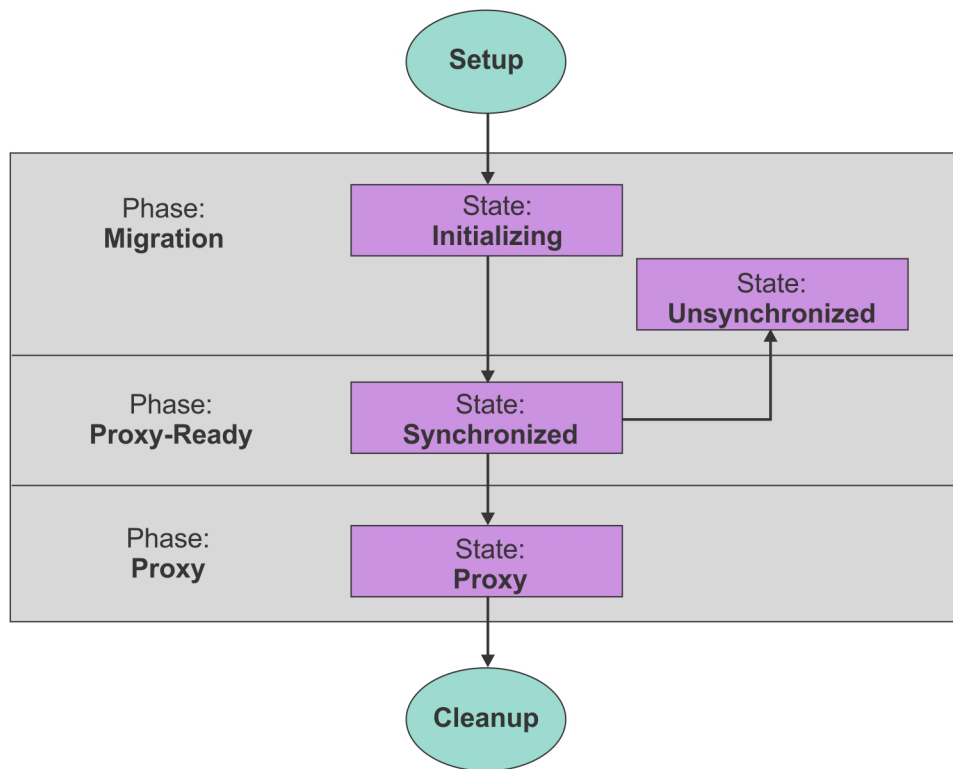 Setup
Phase:
Migration
State:
Initializing
State:
Unsynchronized
Phase:
Proxy-Ready
State:
Synchronized
Phase:
Proxy
State:
Proxy
Cleanup